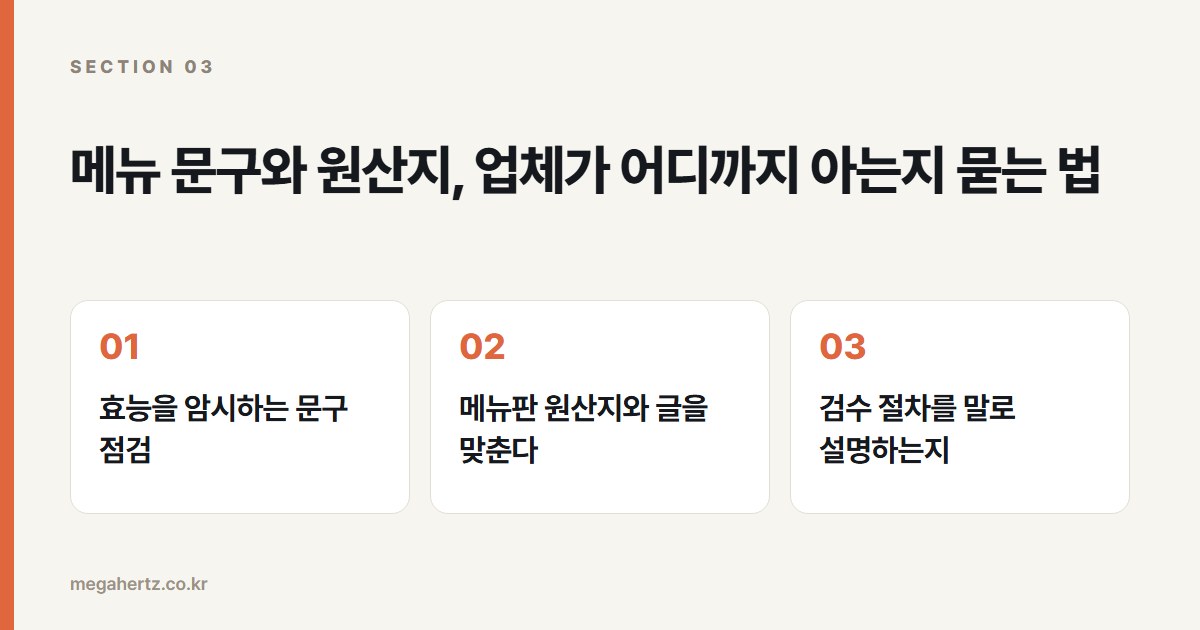 SECTION 03
메뉴 문구와 원산지, 업체가 어디까지 아는지 묻는 법
01
효능을 암시하는 문구
점검
02
메뉴판 원산지와 글을
맞춘다
03
검수 절차를 말로
설명하는지
megahertz.co.kr